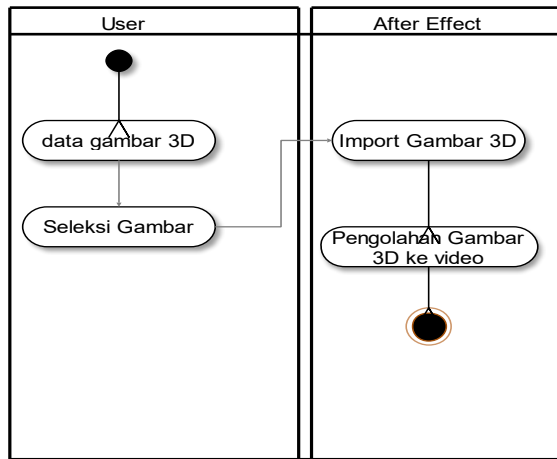 User
After Effect
data gambar 3D
Import Gambar 3D
Seleksi Gambar
Pengolahan Gambar
3D ke video